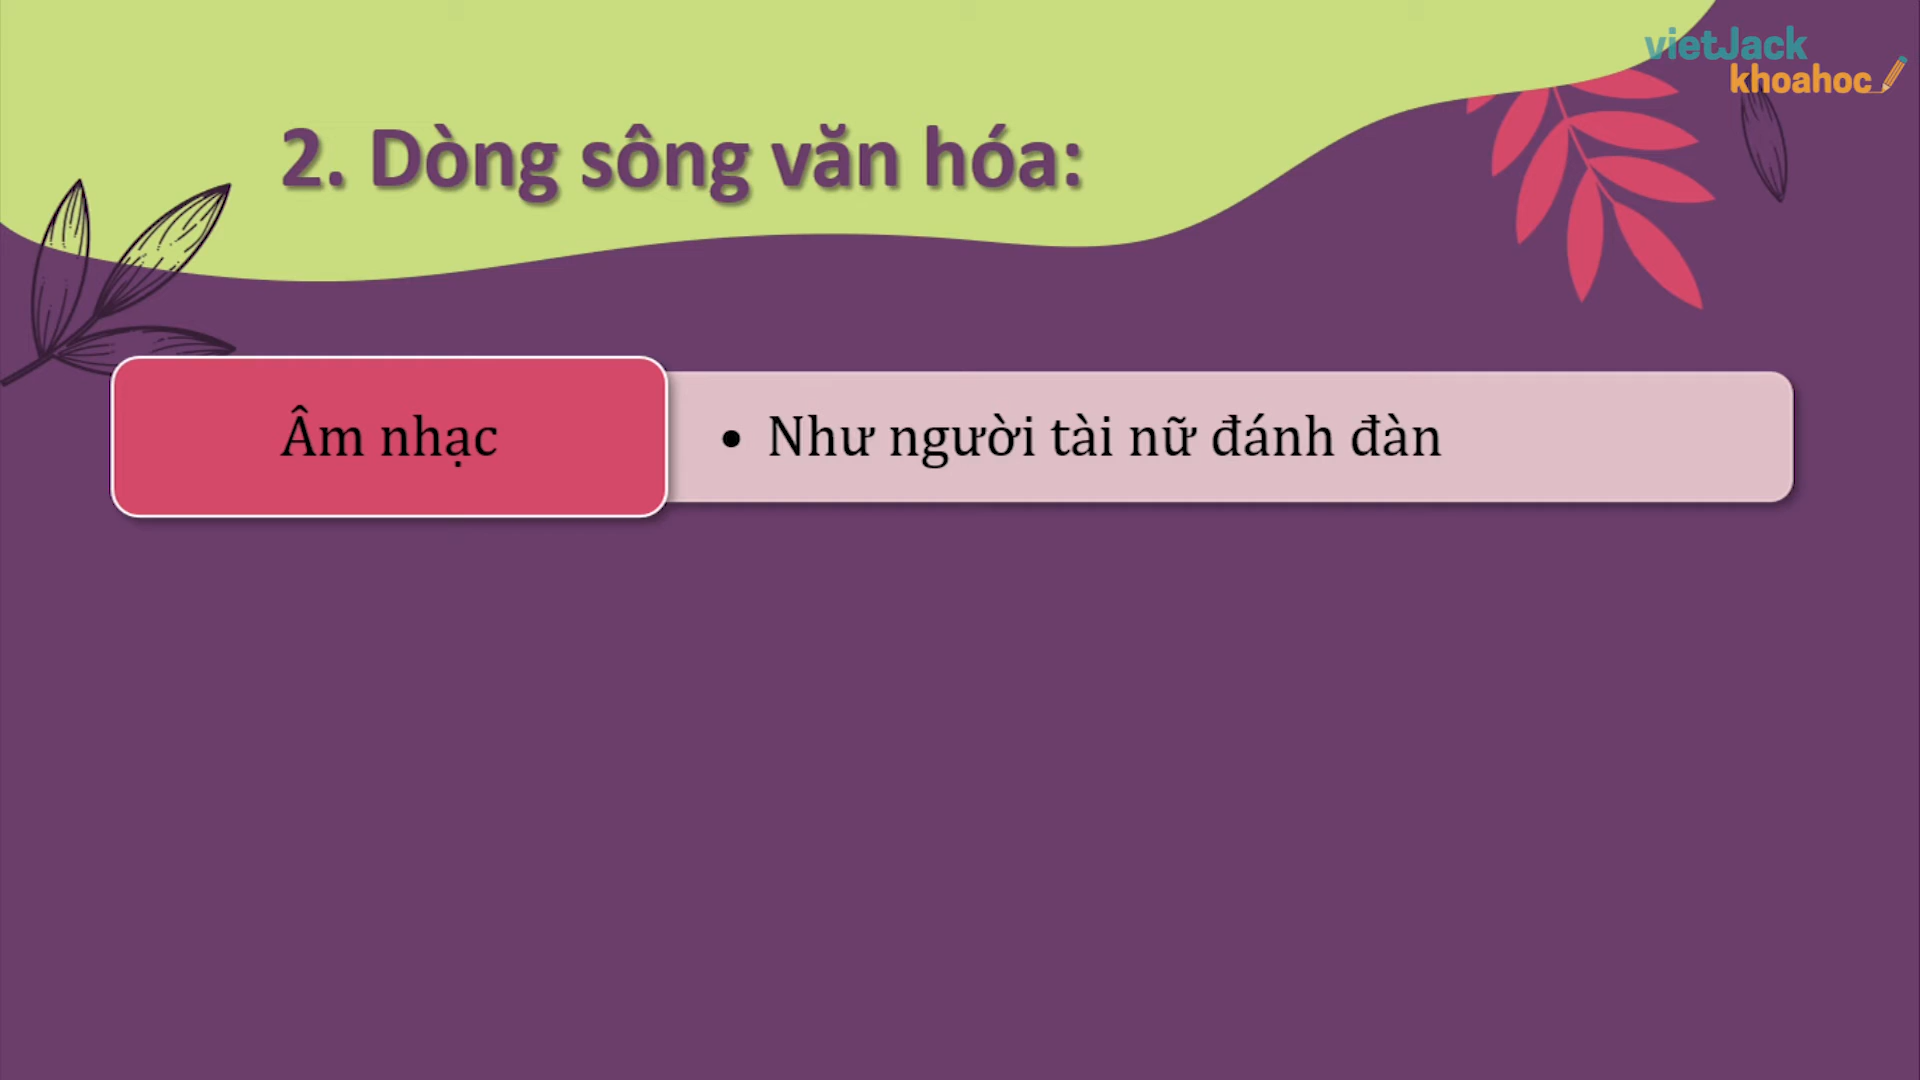 vietJack
khoahoc
2. Dòng sông văn hóa:
Âm nhạc
• Như người tài nữ đánh đàn